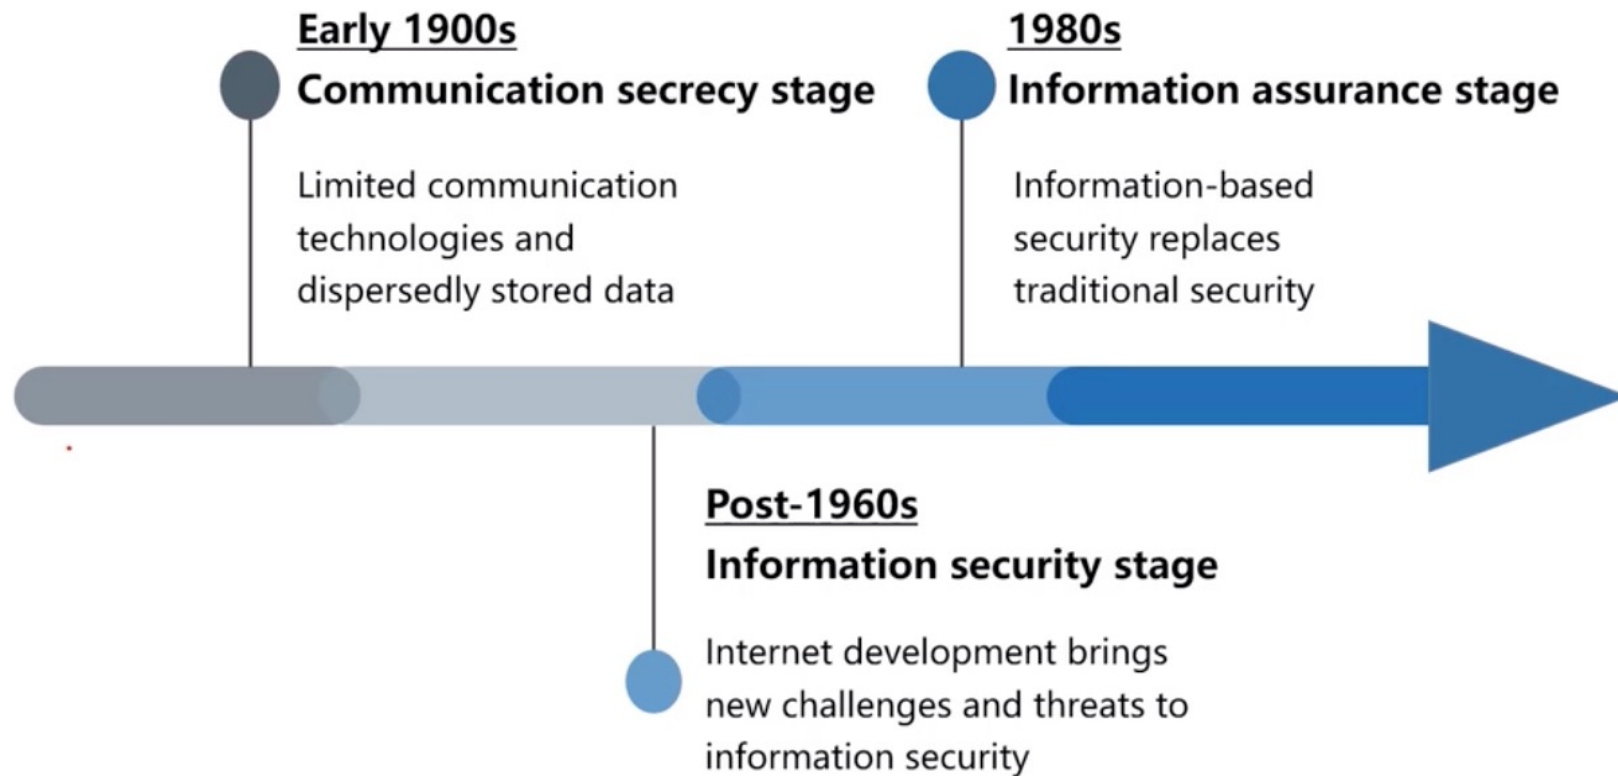 Early 1900s
Communication secrecy stage
Limited communication
technologies and
dispersedly stored data
1980s
Information assurance stage
Information-based
security replaces
traditional security
Post-1960s
Information security stage
Internet development brings
new challenges and threats to
information security